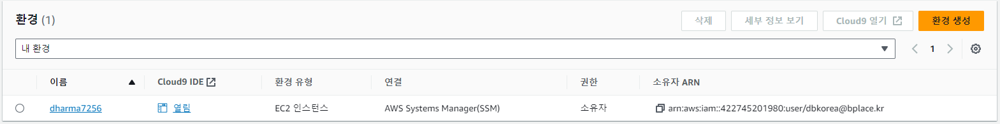 환경 (1)
삭제 세부 정보 보기 Cloud9 열기 환경 생성
내 환경 1
이름 Cloud9 IDE 환경 유형 연결 권한 소유자 ARN
dharma7256 열림 EC2 인스턴스 AWS Systems Manager(SSM) 소유자 arn:aws:iam::422745201980:user/dbkorea@bplace.kr